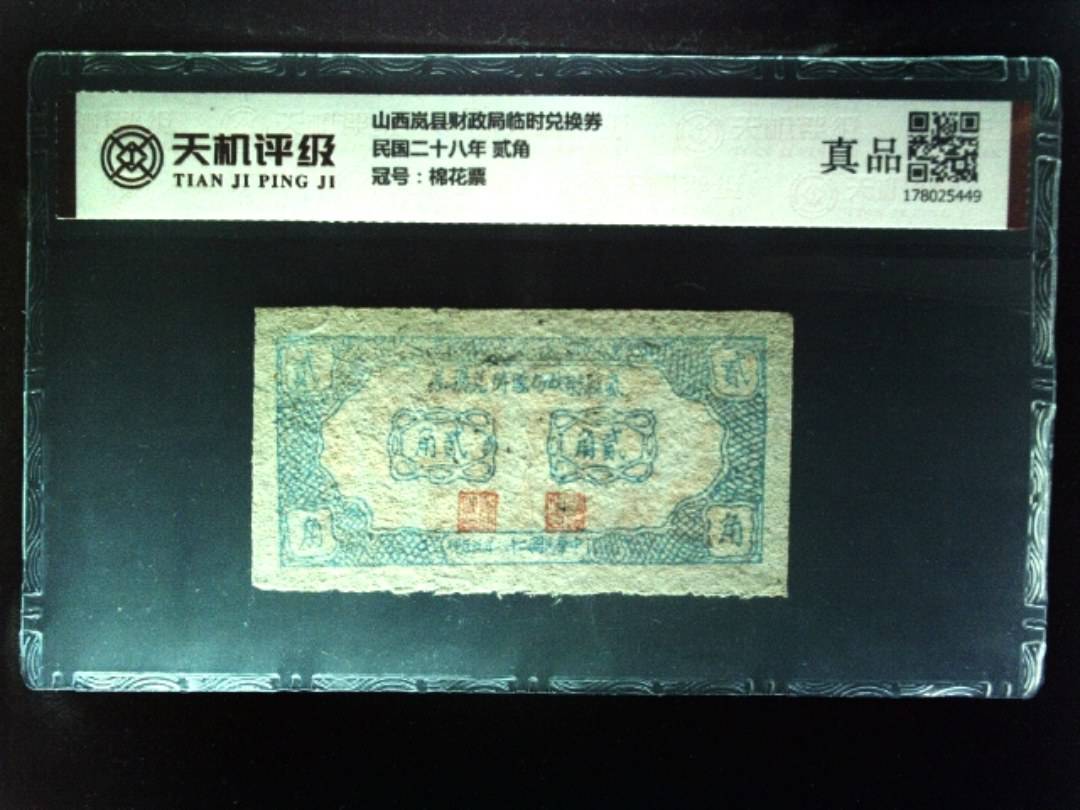 天机评级
TIAN JI PING JI
山西岚县财政局临时兑换券
民国二十八年 贰角
冠号：棉花票
真品
178025449
贰
贰
角贰
角贰
角
角